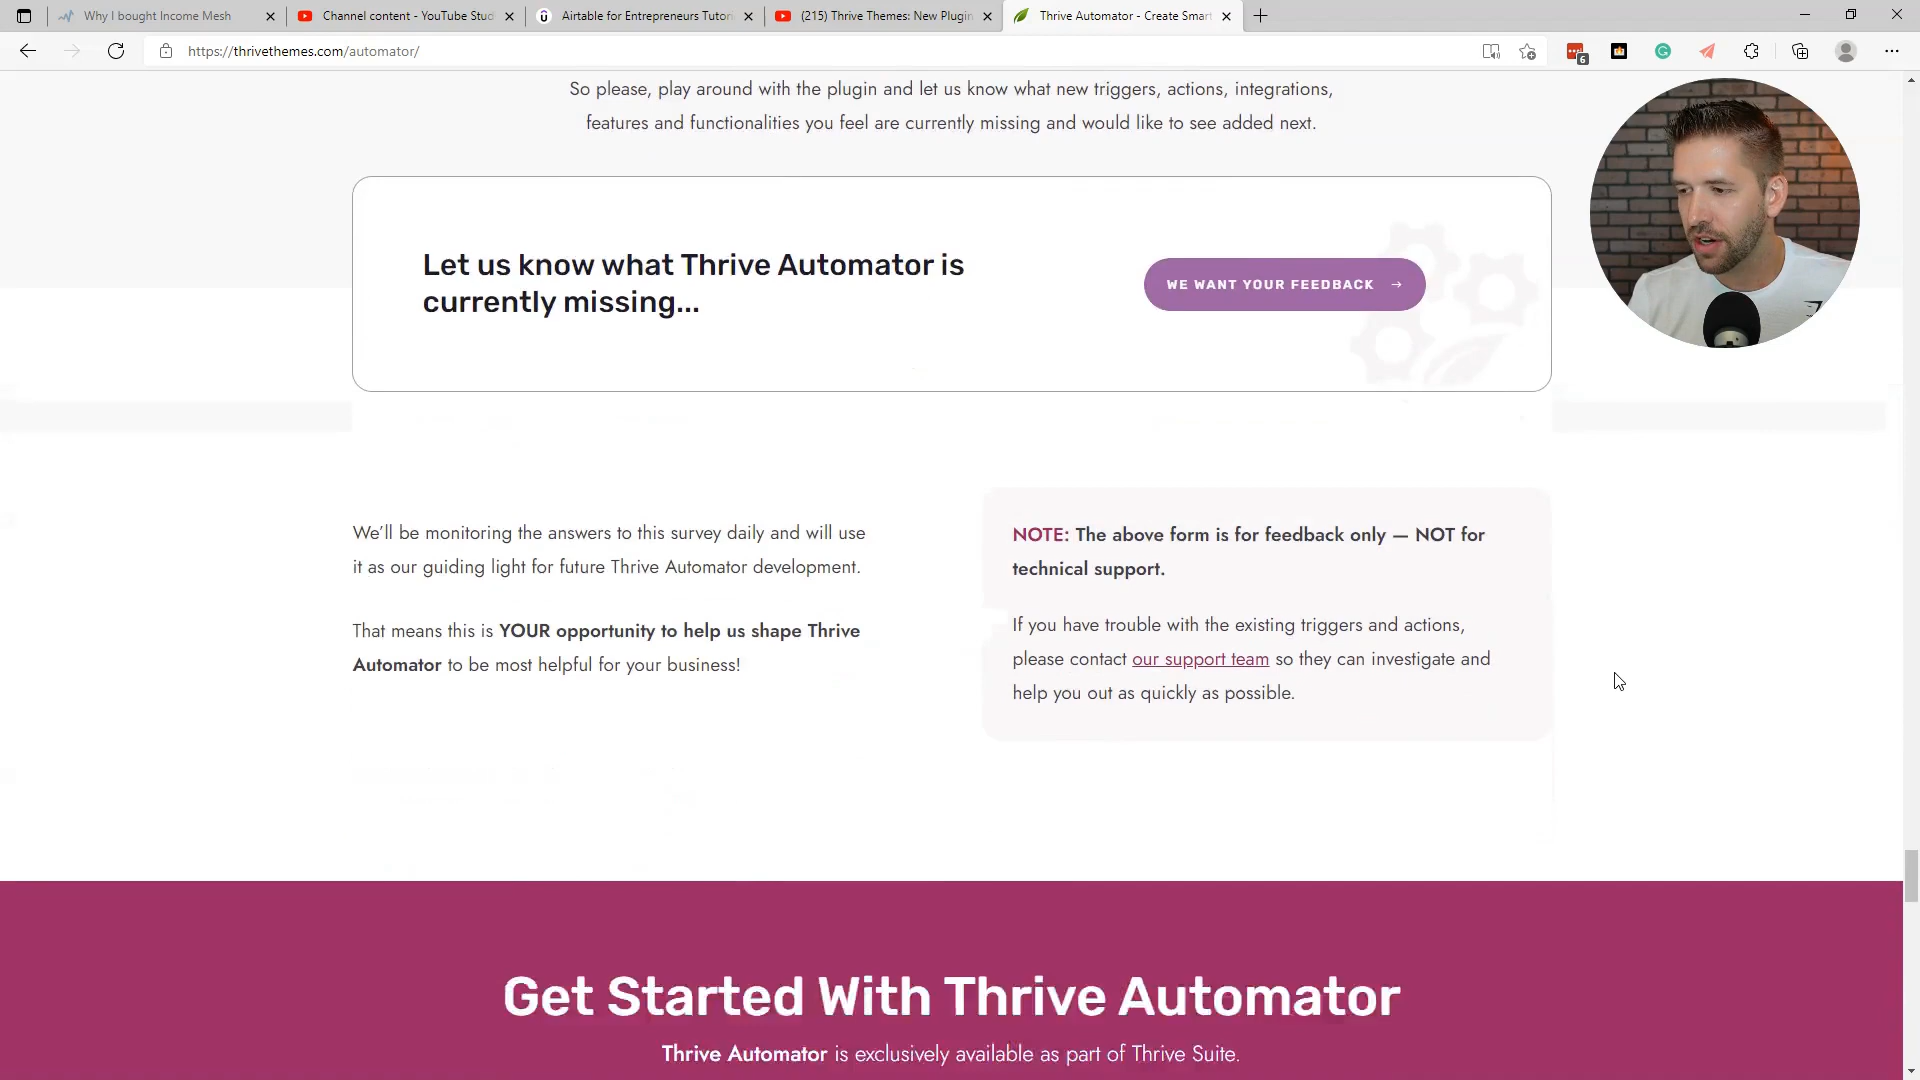 Why I bought Income Mesh
Channel content - YouTube Stud
Airtable for Entrepreneurs Tutor
(215) Thrive Themes: New Plugin
Thrive Automator - Create Smart
https://thrivethemes.com/automator/
6
So please, play around with the plugin and let us know what new triggers, actions, integrations,
features and functionalities you feel are currently missing and would like to see added next.
Let us know what Thrive Automator is
currently missing...
WE WANT YOUR FEEDBACK →
We'll be monitoring the answers to this survey daily and will use
it as our guiding light for future Thrive Automator development.
That means this is YOUR opportunity to help us shape Thrive
Automator to be most helpful for your business!
NOTE: The above form is for feedback only — NOT for
technical support.
If you have trouble with the existing triggers and actions,
please contact our support team so they can investigate and
help you out as quickly as possible.
Get Started With Thrive Automator
Thrive Automator is exclusively available as part of Thrive Suite.